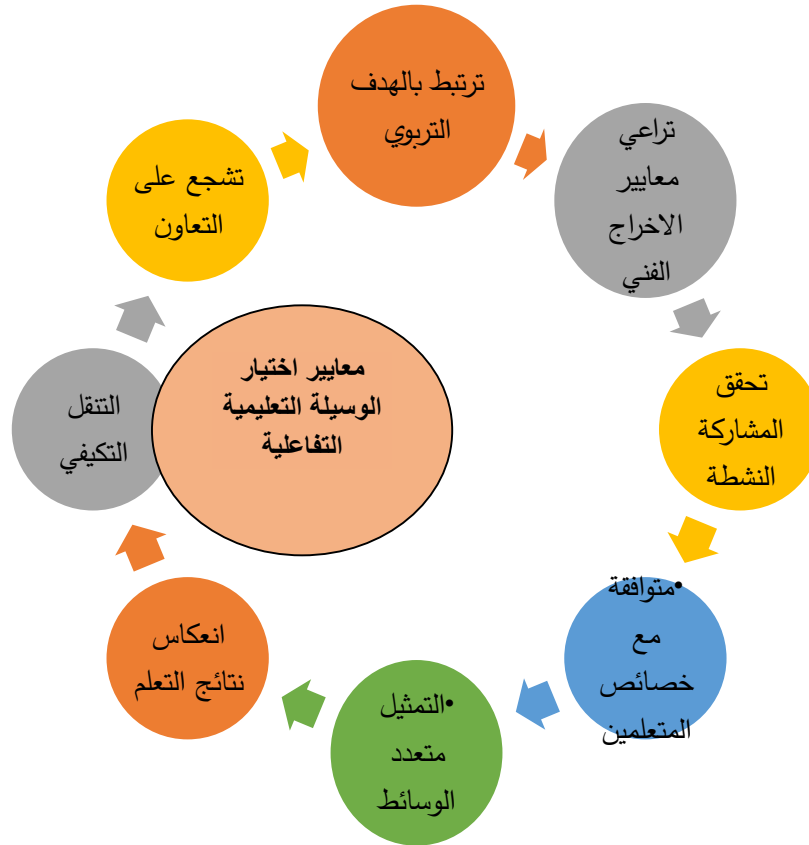 ترتبط بالهدف
التربوي
تراعي
معايير
الاخراج
الفني
تحقق
المشاركة
النشطة
•متوافقة
مع
خصائص
المتعلمين
•التمثيل
متعدد
الوسائط
انعكاس
نتائج التعلم
التنقل
التكيفي
تشجع على
التعاون
معايير اختيار
الوسيلة التعليمية
التفاعلية